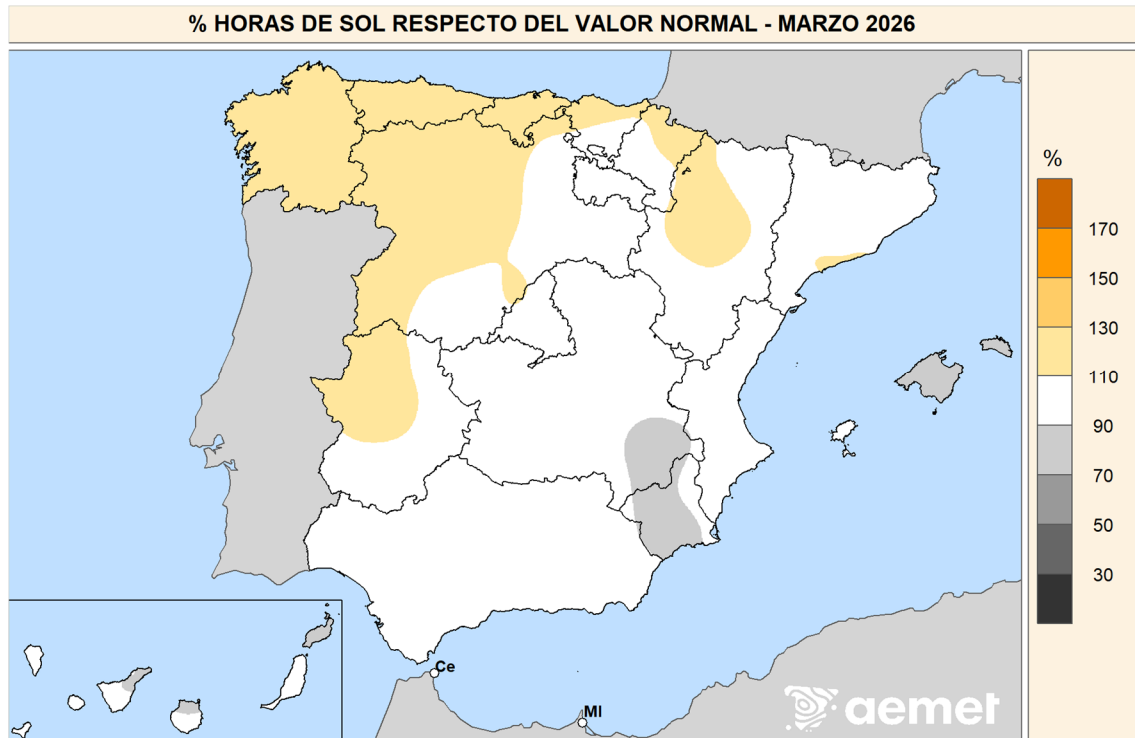 % HORAS DE SOL RESPECTO DEL VALOR NORMAL - MARZO 2026
%
170
150
130
110
90
70
50
30
Ce
Ml
aemet